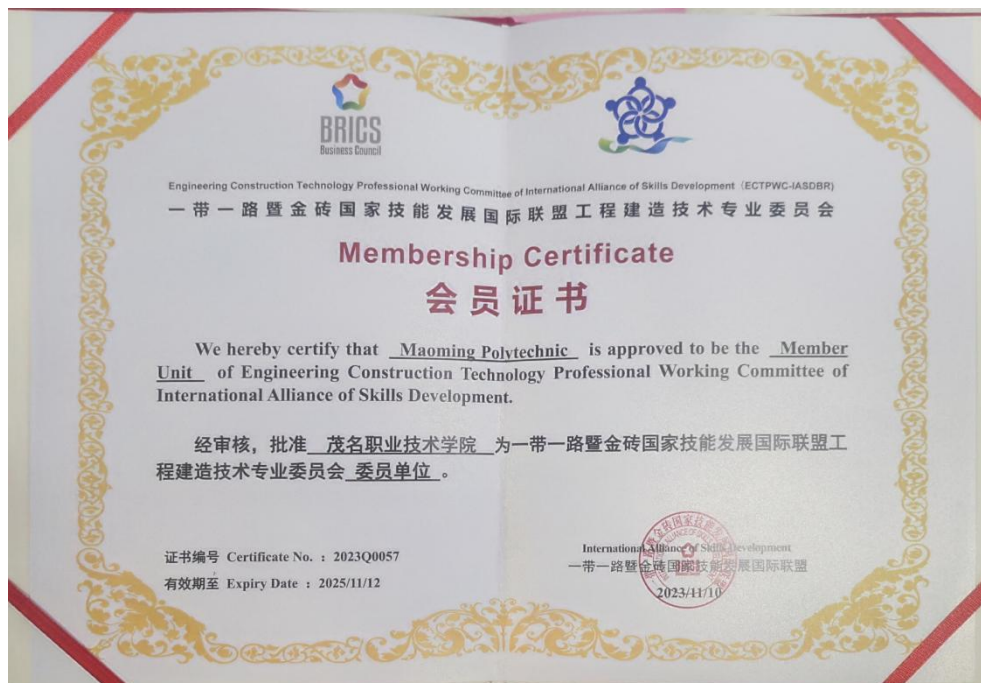 BRICS
Business Council
Engineering Construction Technology Professional Working Committee of International Alliance of Skills Development（ECTPWC-IASDBR)
一带一路暨金砖国家技能发展国际联盟工程建造技术专业委员会
Membership Certificate
会员证书
We hereby certify that Maoming Polytechnic is approved to be the Member
Unit of Engineering Construction Technology Professional Working Committee of
International Alliance of Skills Development.
经审核，批准 茂名职业技术学院 为一带一路暨金砖国家技能发展国际联盟工
程建造技术专业委员会 委员单位 。
证书编号 Certificate No. ：2023Q0057
有效期至 Expiry Date ：2025/11/12
International Alliance of Skills Development
一带一路暨金砖国家技能发展国际联盟
2023/11/10